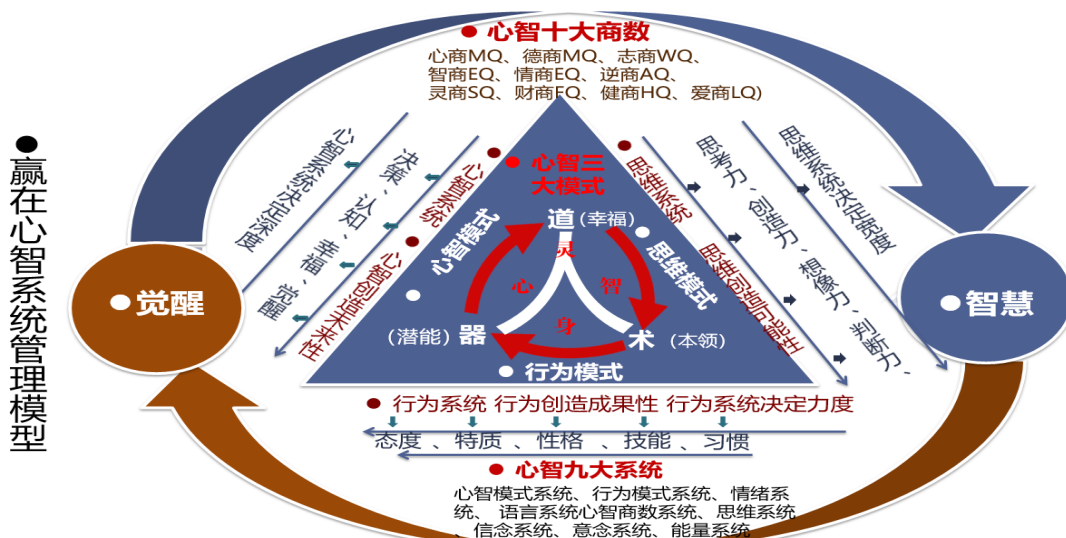 ●赢在心智系统管理模型
● 心智十大商数
心商MQ、德商MQ、志商WQ、
智商EQ、情商EQ、逆商AQ、
灵商SQ、财商FQ、健商HQ、爱商LQ)
心智系统决定深度
决策、认知、幸福、觉醒
● 心智系统
● 心智创造未来性
● 心智三
大模式
道(幸福)
灵
心
智
身
(潜能) 器
术 (本领)
● 心智模式
● 思维模式
● 行为模式
● 思维系统
思维创造可能性
思考力、创造力、想像力、判断力、
思维系统决定宽度
● 觉醒
● 智慧
● 行为系统 行为创造成果性 行为系统决定力度
态度 、特质 、性格 、技能 、习惯
● 心智九大系统
心智模式系统、行为模式系统、情绪系
统、 语言系统心智商数系统、思维系统
、信念系统、意念系统、能量系统